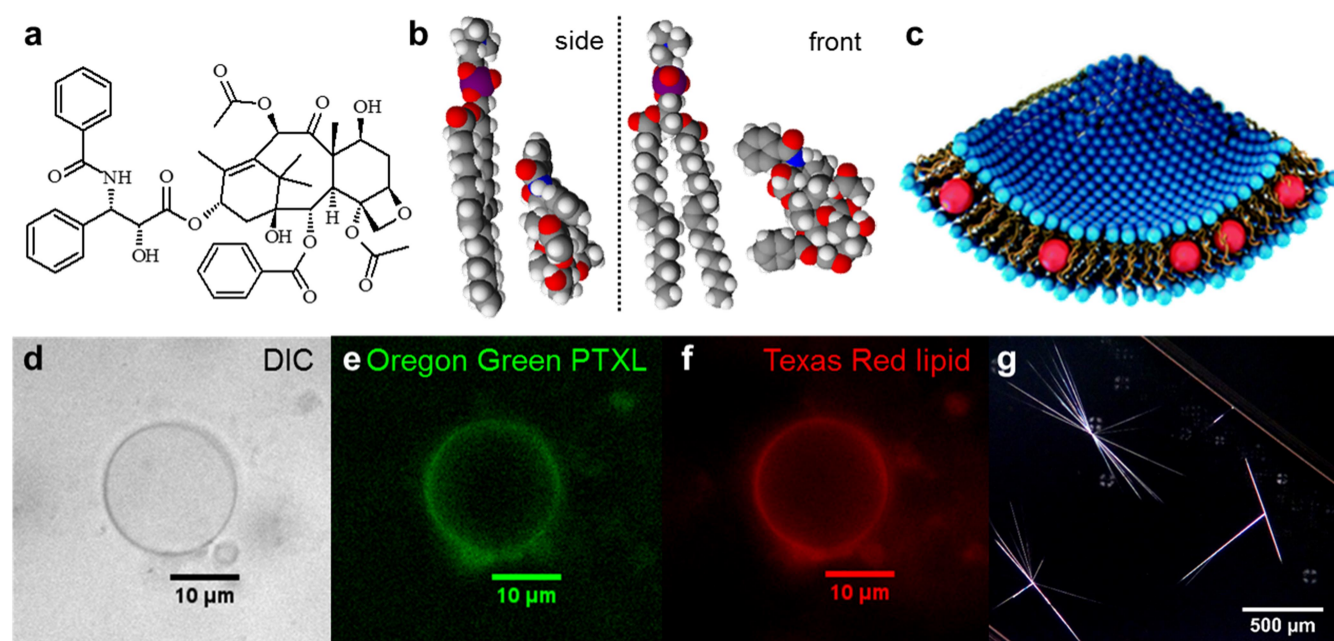 a
b
side
front
c
O
O
O
OH
O
NH
O
O
OH
OH
O
O
H
O
O
O
O
d
DIC
10 µm
e
Oregon Green PTXL
10 µm
f
Texas Red lipid
10 µm
g
500 µm